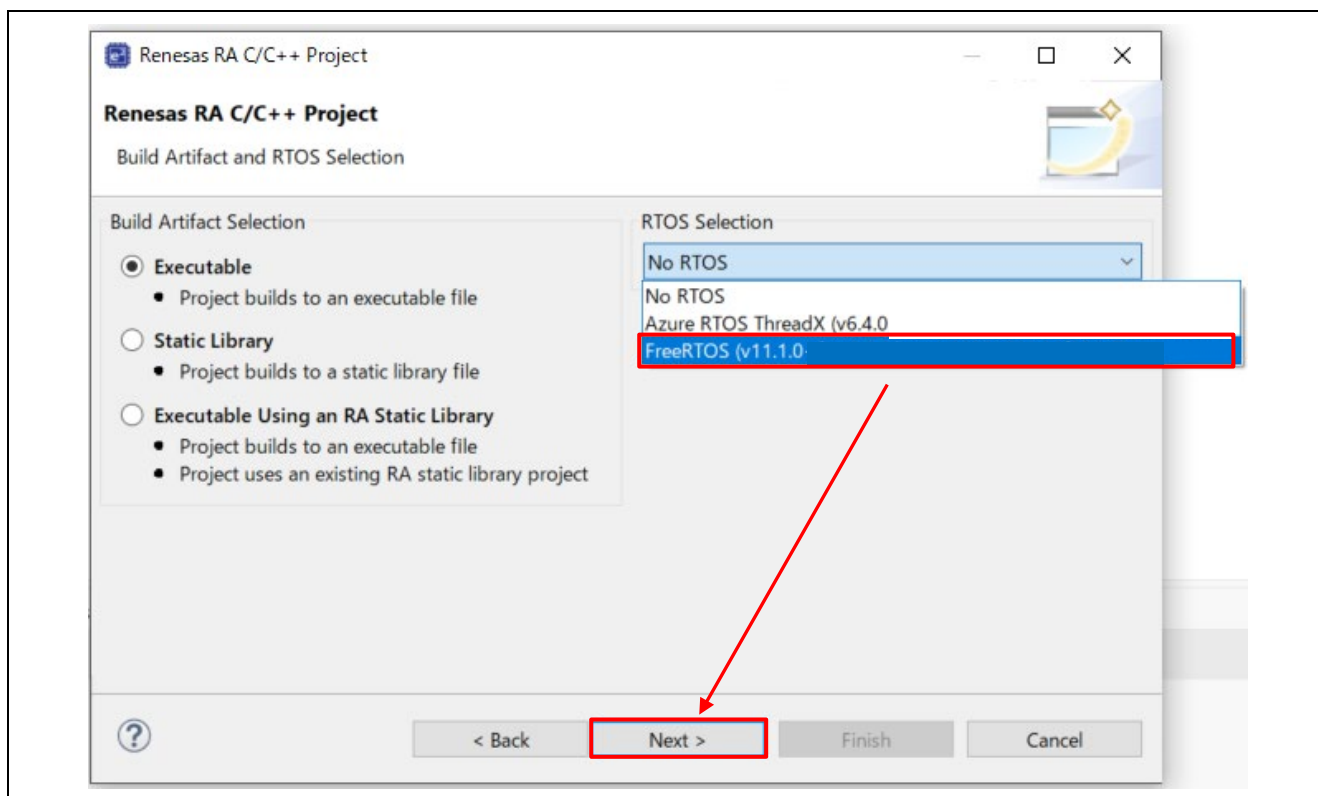 Renesas RA C/C++ Project
Renesas RA C/C++ Project
Build Artifact and RTOS Selection
Build Artifact Selection
Executable
• Project builds to an executable file
Static Library
• Project builds to a static library file
Executable Using an RA Static Library
• Project builds to an executable file
• Project uses an existing RA static library project
RTOS Selection
No RTOS
No RTOS
Azure RTOS ThreadX (v6.4.0
FreeRTOS (v11.1.0
?
< Back
Next >
Finish
Cancel